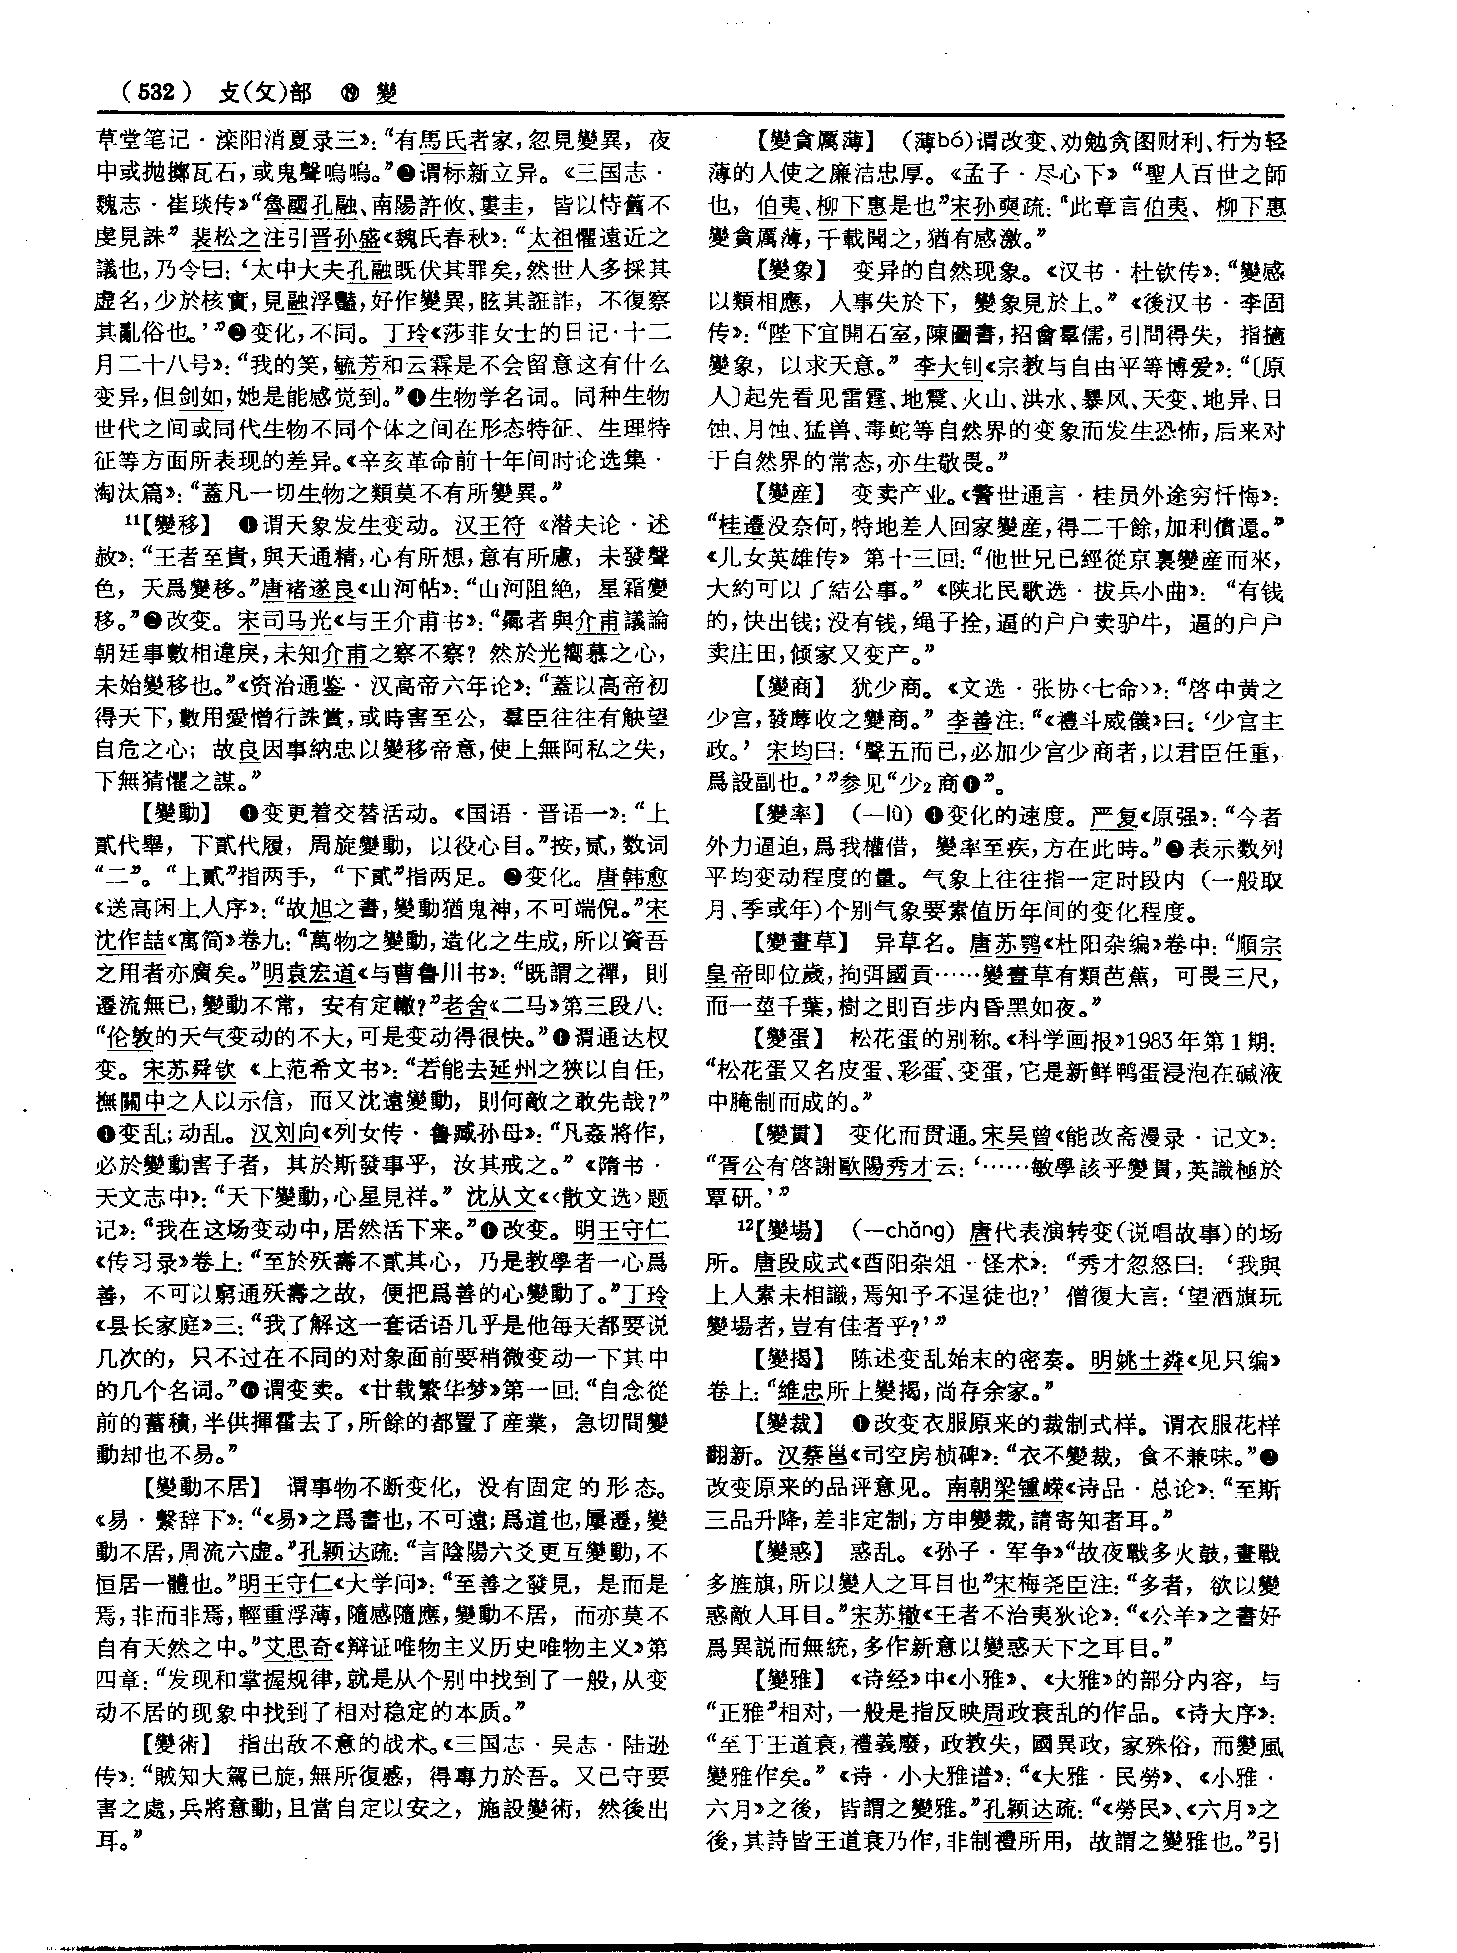 （532） 攴(攵)部 ⑲ 變
草堂笔记·滦阳消夏录三》：“有馬氏者家，忽見變異，夜
中或抛擲瓦石，或鬼聲嗚嗚。”❷谓标新立异。《三国志·
魏志·崔琰传》“魯國孔融、南陽許攸、婁圭，皆以恃舊不
虔見誅” 裴松之注引晋孙盛《魏氏春秋》：“太祖懼遠近之
議也，乃令曰：‘太中大夫孔融既伏其罪矣，然世人多採其
虚名，少於核實，見融浮豔，好作變異，眩其誑詐，不復察
其亂俗也。’”❸变化，不同。丁玲《莎菲女士的日记·十二
月二十八号》：“我的笑，毓芳和云霖是不会留意这有什么
变异，但剑如，她是能感觉到。”❹生物学名词。同种生物
世代之间或同代生物不同个体之间在形态特征、生理特
征等方面所表现的差异。《辛亥革命前十年间时论选集·
淘汰篇》：“蓋凡一切生物之類莫不有所變異。”
11【變移】 ❶谓天象发生变动。汉王符《潜夫论·述
赦》：“王者至貴，與天通精，心有所想，意有所慮，未發聲
色，天爲變移。”唐褚遂良《山河帖》：“山河阻絶，星霜變
移。”❷改变。宋司马光《与王介甫书》：“曏者與介甫議論
朝廷事數相違戾，未知介甫之察不察？然於光嚮慕之心，
未始變移也。”《资治通鉴·汉高帝六年论》：“蓋以高帝初
得天下，數用愛憎行誅賞，或時害至公，羣臣往往有觖望
自危之心；故良因事納忠以變移帝意，使上無阿私之失，
下無猜懼之謀。”
【變動】 ❶变更着交替活动。《国语·晋语一》：“上
貳代舉，下貳代履，周旋變動，以役心目。”按，贰，数词
“二”。“上貳”指两手，“下貳”指两足。❷变化。唐韩愈
《送高闲上人序》：“故旭之書，變動猶鬼神，不可端倪。”宋
沈作喆《寓简》卷九：“萬物之變動，造化之生成，所以資吾
之用者亦廣矣。”明袁宏道《与曹鲁川书》：“既謂之禪，則
遷流無已，變動不常，安有定轍？”老舍《二马》第三段八：
“伦敦的天气变动的不大，可是变动得很快。”❸谓通达权
变。宋苏舜钦《上范希文书》：“若能去延州之狹以自任，
撫關中之人以示信，而又沈遠變動，則何敵之敢先哉？”
❹变乱；动乱。汉刘向《列女传·鲁臧孙母》：“凡姦將作，
必於變動害子者，其於斯發事乎，汝其戒之。”《隋书·
天文志中》：“天下變動，心星見祥。” 沈从文《〈散文选〉题
记》：“我在这场变动中，居然活下来。”❺改变。明王守仁
《传习录》卷上：“至於殀壽不貳其心，乃是教學者一心爲
善，不可以窮通殀壽之故，便把爲善的心變動了。”丁玲
《县长家庭》三：“我了解这一套话语几乎是他每天都要说
几次的，只不过在不同的对象面前要稍微变动一下其中
的几个名词。”❻谓变卖。《廿载繁华梦》第一回：“自念從
前的蓄積，半供揮霍去了，所餘的都置了産業，急切間變
動却也不易。”
【變動不居】 谓事物不断变化，没有固定的形态。
《易·繫辞下》：“《易》之爲書也，不可遠；爲道也，屢遷，變
動不居，周流六虚。”孔颖达疏：“言陰陽六爻更互變動，不
恒居一體也。”明王守仁《大学问》：“至善之發見，是而是
焉，非而非焉，輕重浮薄，隨感隨應，變動不居，而亦莫不
自有天然之中。”艾思奇《辩证唯物主义历史唯物主义》第
四章：“发现和掌握规律，就是从个别中找到了一般，从变
动不居的现象中找到了相对稳定的本质。”
【變術】 指出敌不意的战术。《三国志·吴志·陆逊
传》：“賊知大駕已旋，無所復慼，得專力於吾。又已守要
害之處，兵將意動，且當自定以安之，施設變術，然後出
耳。”
【變貪厲薄】（薄bó）谓改变、劝勉贪图财利、行为轻
薄的人使之廉洁忠厚。《孟子·尽心下》“聖人百世之師
也，伯夷、柳下惠是也”宋孙奭疏：“此章言伯夷、柳下惠
變貪厲薄，千載聞之，猶有感激。”
【變象】 变异的自然现象。《汉书·杜钦传》：“變感
以類相應，人事失於下，變象見於上。”《後汉书·李固
传》：“陛下宜開石室，陳圖書，招會羣儒，引問得失，指擿
變象，以求天意。” 李大钊《宗教与自由平等博爱》：“〔原
人〕起先看见雷霆、地震、火山、洪水、暴风、天变、地异、日
蚀、月蚀、猛兽、毒蛇等自然界的变象而发生恐怖，后来对
于自然界的常态，亦生敬畏。”
【變産】 变卖产业。《警世通言·桂员外途穷忏悔》：
“桂遷没奈何，特地差人回家變産，得二千餘，加利償還。”
《儿女英雄传》第十三回：“他世兄已經從京裏變産而來，
大約可以了結公事。”《陕北民歌选·拔兵小曲》：“有钱
的，快出钱；没有钱，绳子拴，逼的户户卖驴牛，逼的户户
卖庄田，倾家又变产。”
【變商】 犹少商。《文选·张协〈七命〉》：“啓中黄之
少宫，發蓐收之變商。” 李善注：“《禮斗威儀》曰：‘少宫主
政。’宋均曰：‘聲五而已，必加少宫少商者，以君臣任重，
爲設副也。’”参见“少₂商❶”。
【變率】（一lǜ）❶变化的速度。严复《原强》：“今者
外力逼迫，爲我權借，變率至疾，方在此時。”❷表示数列
平均变动程度的量。气象上往往指一定时段内（一般取
月、季或年）个别气象要素值历年间的变化程度。
【變晝草】 异草名。唐苏鹗《杜阳杂编》卷中：“順宗
皇帝即位歲，拘弭國貢……變晝草有類芭蕉，可畏三尺，
而一莖千葉，樹之則百步内昏黑如夜。”
【變蛋】 松花蛋的别称。《科学画报》1983年第1期：
“松花蛋又名皮蛋、彩蛋、变蛋，它是新鲜鸭蛋浸泡在碱液
中腌制而成的。”
【變貫】 变化而贯通。宋吴曾《能改斋漫录·记文》：
“胥公有啓謝歐陽秀才云：‘……敏學該乎變貫，英識極於
覃研。’”
12【變場】（一chǎng）唐代表演转变（说唱故事）的场
所。唐段成式《酉阳杂俎·怪术》：“秀才忽怒曰：‘我與
上人素未相識，焉知予不逞徒也？’僧復大言：‘望酒旗玩
變場者，豈有佳者乎？’”
【變揭】 陈述变乱始末的密奏。明姚士粦《见只编》
卷上：“維忠所上變揭，尚存余家。”
【變裁】 ❶改变衣服原来的裁制式样。谓衣服花样
翻新。汉蔡邕《司空房桢碑》：“衣不變裁，食不兼味。”❷
改变原来的品评意见。南朝梁锺嵘《诗品·总论》：“至斯
三品升降，差非定制，方申變裁，請寄知者耳。”
【變惑】 惑乱。《孙子·军争》“故夜戰多火鼓，晝戰
多旌旗，所以變人之耳目也”宋梅尧臣注：“多者，欲以變
惑敵人耳目。”宋苏辙《王者不治夷狄论》：“《公羊》之書好
爲異説而無統，多作新意以變惑天下之耳目。”
【變雅】 《诗经》中《小雅》、《大雅》的部分内容，与
“正雅”相对，一般是指反映周政衰乱的作品。《诗大序》：
“至于王道衰，禮義廢，政教失，國異政，家殊俗，而變風
變雅作矣。”《诗·小大雅谱》：“《大雅·民勞》、《小雅·
六月》之後，皆謂之變雅。”孔颖达疏：“《勞民》、《六月》之
後，其詩皆王道衰乃作，非制禮所用，故謂之變雅也。”引